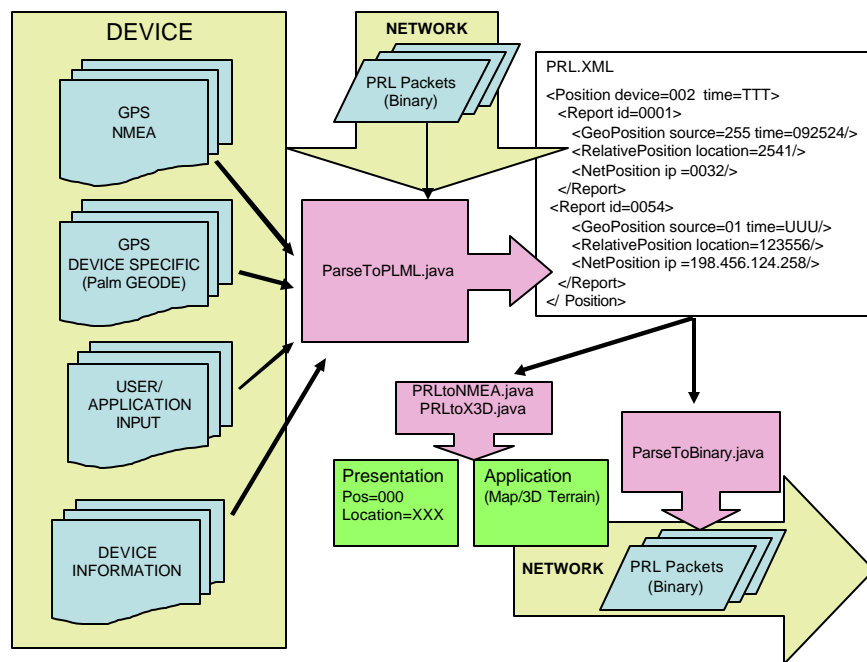 DEVICE
GPS
NMEA
GPS
DEVICE SPECIFIC
(Palm GEODE)
USER/
APPLICATION
INPUT
DEVICE
INFORMATION
NETWORK
PRL Packets
(Binary)
ParseToPLML.java
PRL.XML
<Position device=002 time=TTT>
<Report id=0001>
<GeoPosition source=255 time=092524/>
<RelativePosition location=2541/>
<NetPosition ip =0032/>
</Report>
<Report id=0054>
<GeoPosition source=01 time=UUU/>
<RelativePosition location=123556/>
<NetPosition ip =198.456.124.258/>
</Report>
</ Position>
PRLtoNMEA.java
PRLtoX3D.java
Presentation
Pos=000
Location=XXX
Application
(Map/3D Terrain)
ParseToBinary.java
NETWORK
PRL Packets
(Binary)